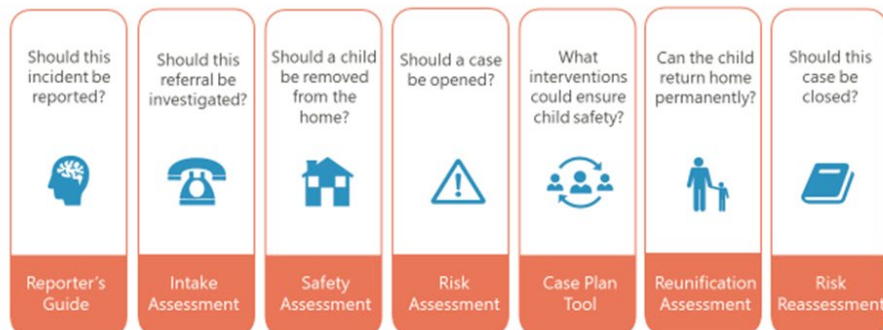 Should this
incident be
reported?
Reporter's
Guide
Should this
referral be
investigated?
Intake
Assessment
Should a child
be removed
from the
home?
Safety
Assessment
Should a case
be opened?
Risk
Assessment
What
interventions
could ensure
child safety?
Case Plan
Tool
Can the child
return home
permanently?
Reunification
Assessment
Should this
case be
closed?
Risk
Reassessment